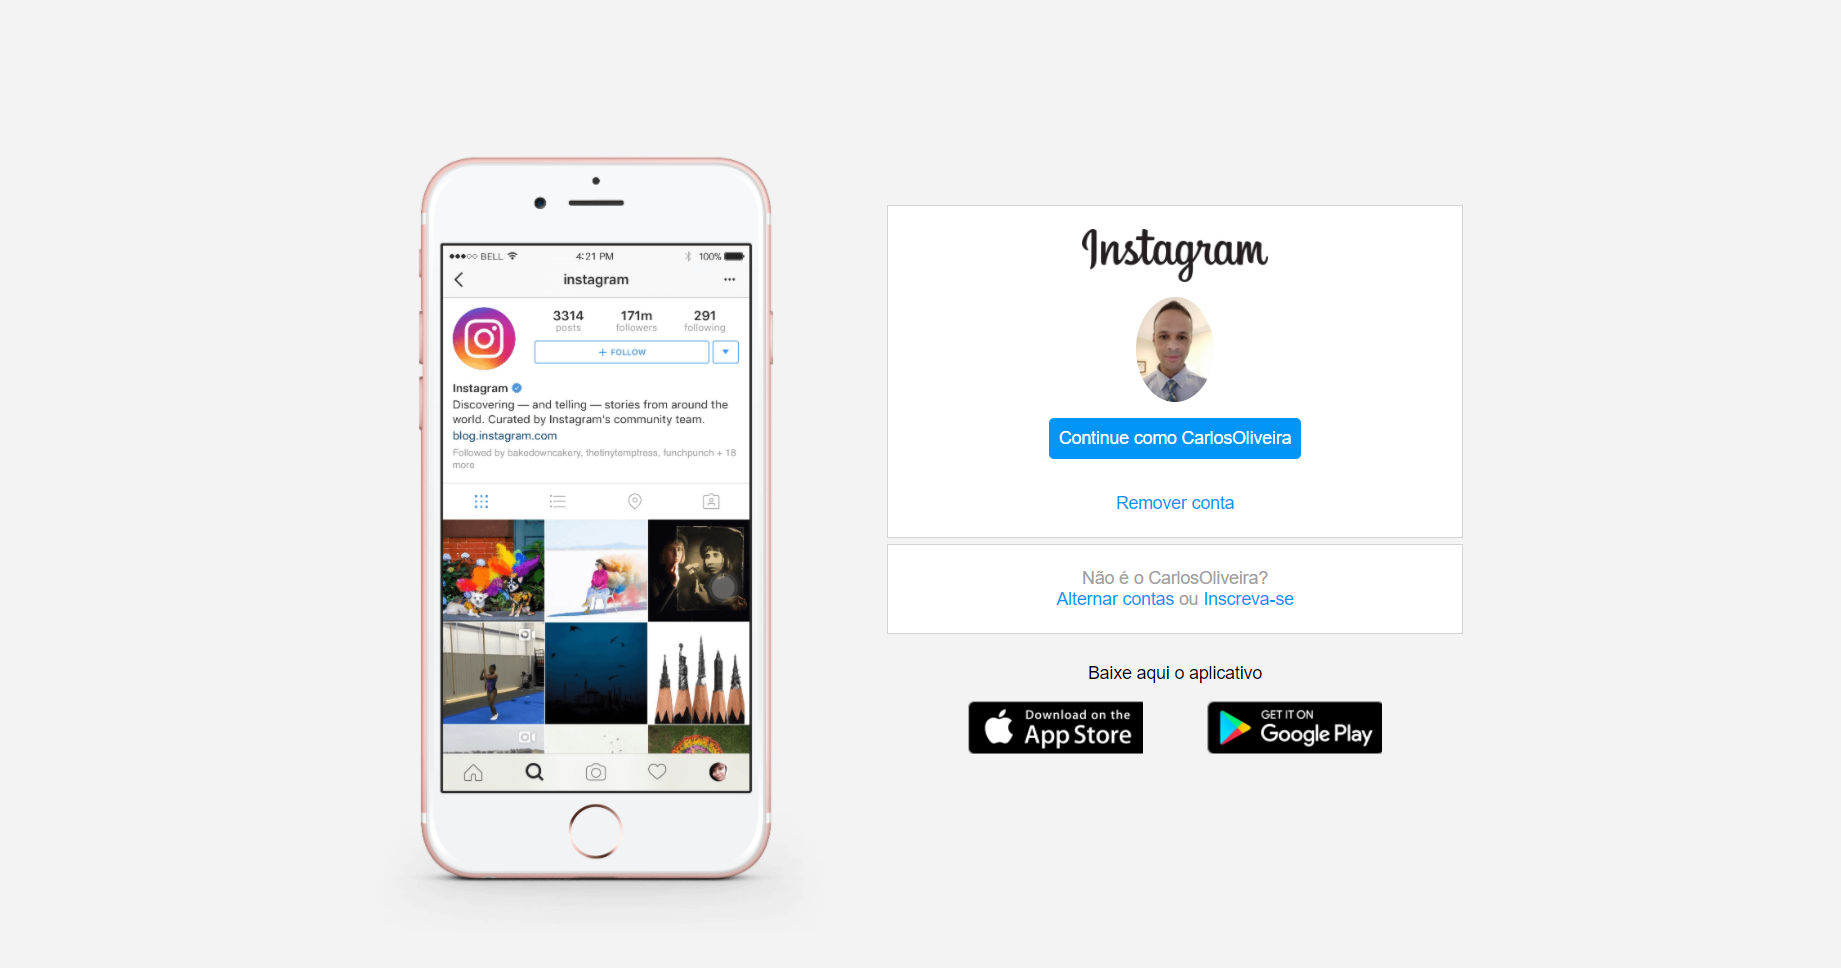 ●●●○○ BELL 4:21 PM 100%
instagram
3314 171m 291
posts followers following
+ FOLLOW
Instagram
Discovering — and telling — stories from around the
world. Curated by Instagram's community team.
blog.instagram.com
Followed by bakedowncakery, thetinytemptress, funchpunch + 18
more
Instagram
Continue como CarlosOliveira
Remover conta
Não é o CarlosOliveira?
Alternar contas ou Inscreva-se
Baixe aqui o aplicativo
Download on the
App Store
GET IT ON
Google Play